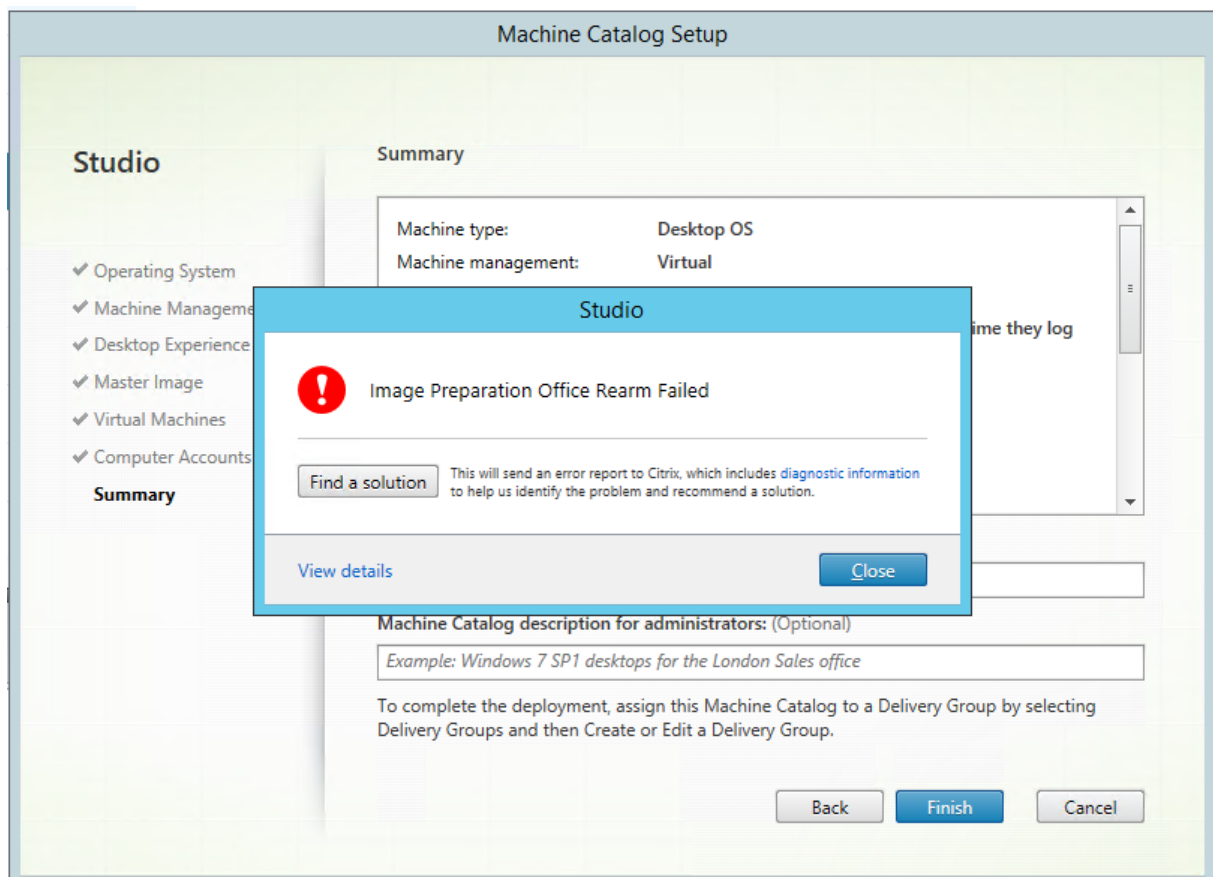 Machine Catalog Setup
Studio
Operating System
Machine Manageme
Desktop Experience
Master Image
Virtual Machines
Computer Accounts
Summary
Summary
Machine type:
Desktop OS
Machine management:
Virtual
ime they log
Studio
Image Preparation Office Rearm Failed
Find a solution
This will send an error report to Citrix, which includes diagnostic information
to help us identify the problem and recommend a solution.
View details
Close
Machine Catalog description for administrators: (Optional)
Example: Windows 7 SP1 desktops for the London Sales office
To complete the deployment, assign this Machine Catalog to a Delivery Group by selecting
Delivery Groups and then Create or Edit a Delivery Group.
Back
Finish
Cancel